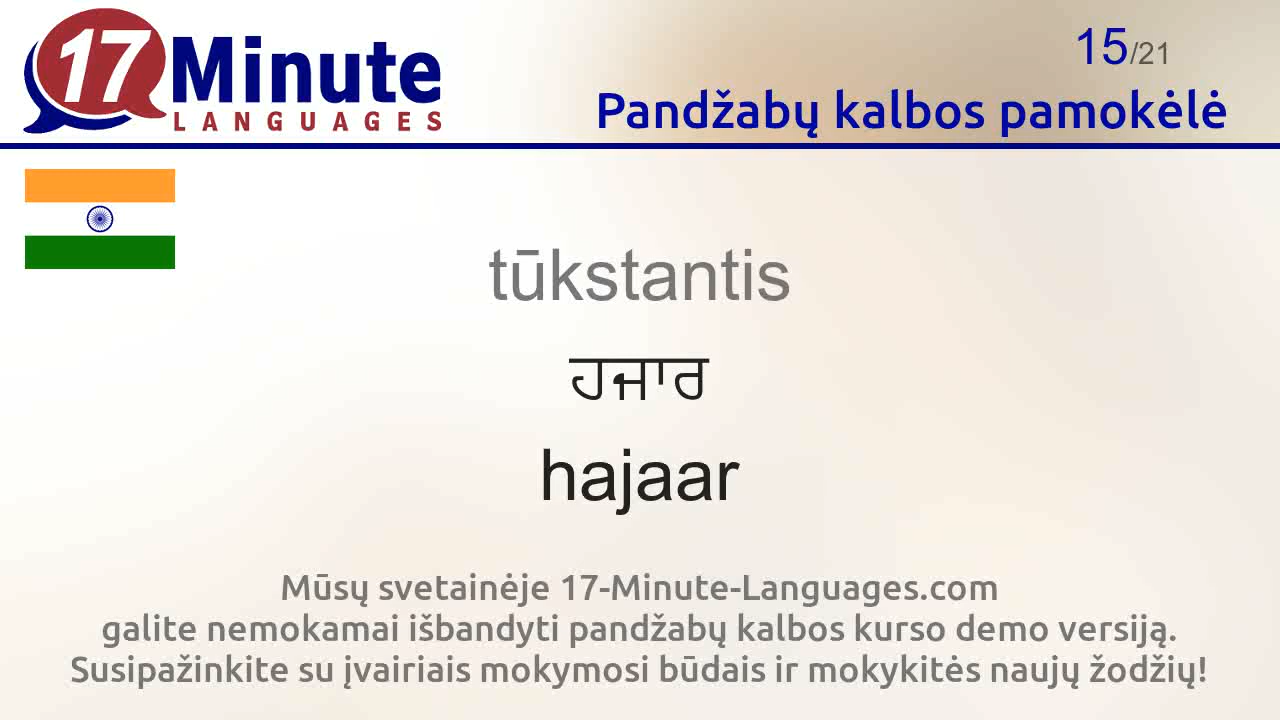 17 Minute
LANGUAGES
15/21
Pandžabų kalbos pamokėlė
tūkstantis
ਹਜਾਰ
hajaar
Mūsų svetainėje 17-Minute-Languages.com
galite nemokamai išbandyti pandžabų kalbos kurso demo versiją.
Susipažinkite su įvairiais mokymosi būdais ir mokykitės naujų žodžių!